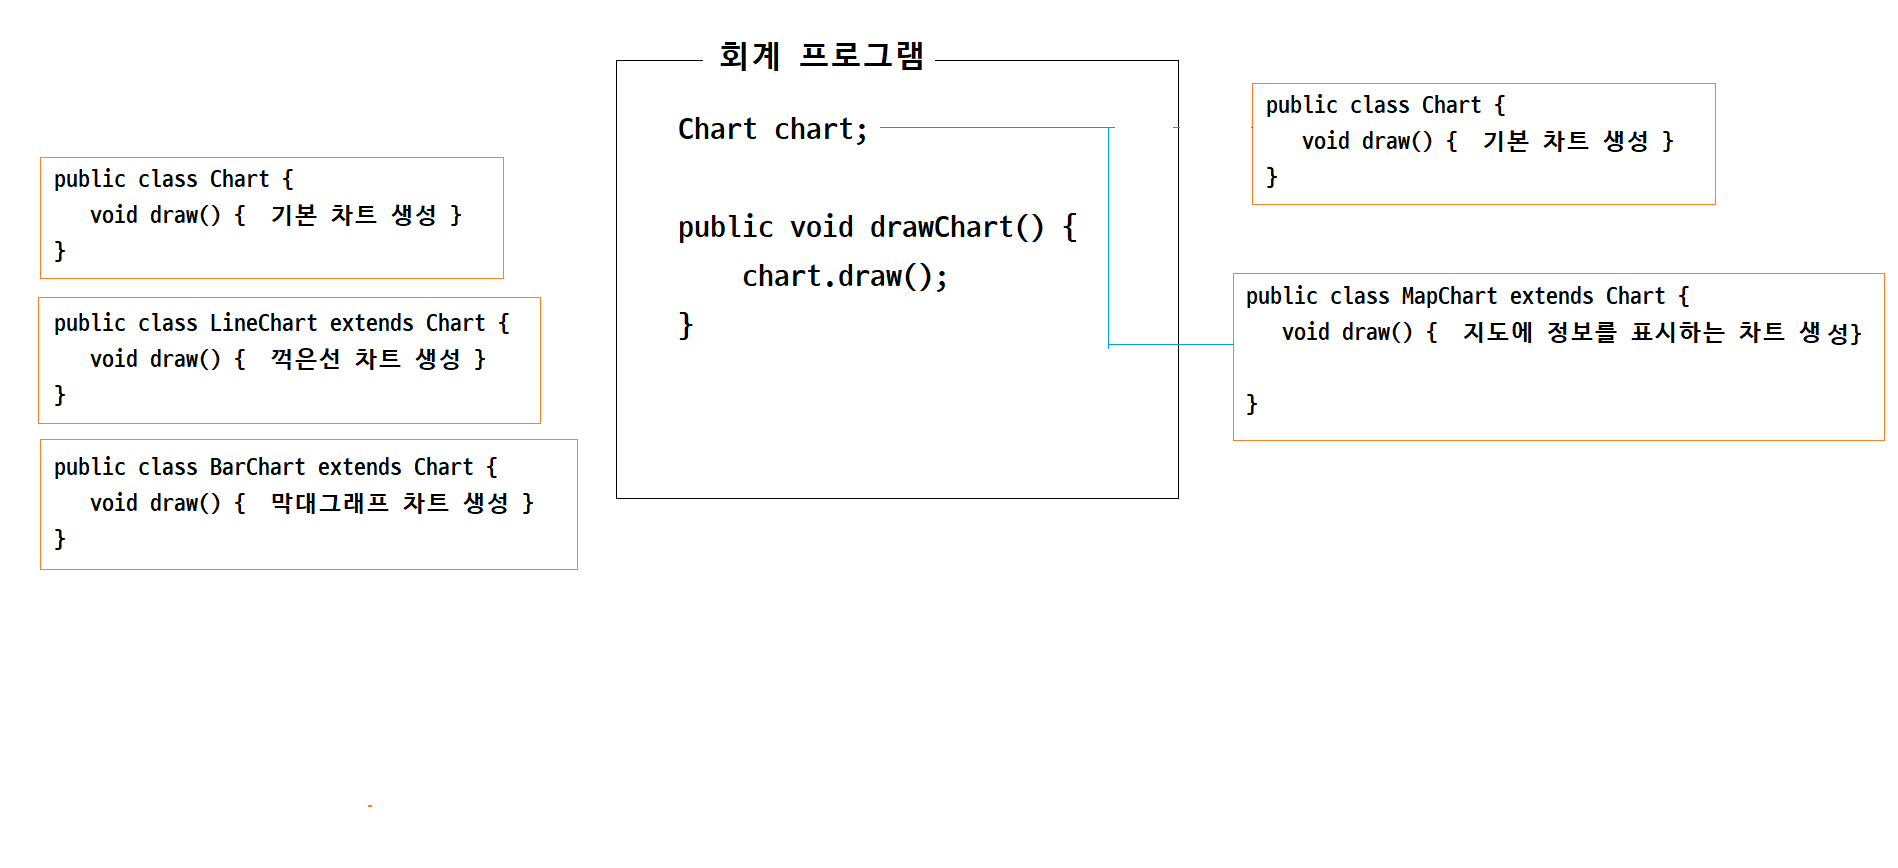 회계 프로그램
Chart chart;
public void drawChart() {
chart.draw();
}
public class Chart {
void draw() { 기본 차트 생성 }
}
public class LineChart extends Chart {
void draw() { 꺽은선 차트 생성 }
}
public class BarChart extends Chart {
void draw() { 막대그래프 차트 생성 }
}
public class Chart {
void draw() { 기본 차트 생성 }
}
public class MapChart extends Chart {
void draw() { 지도에 정보를 표시하는 차트 생성}
}